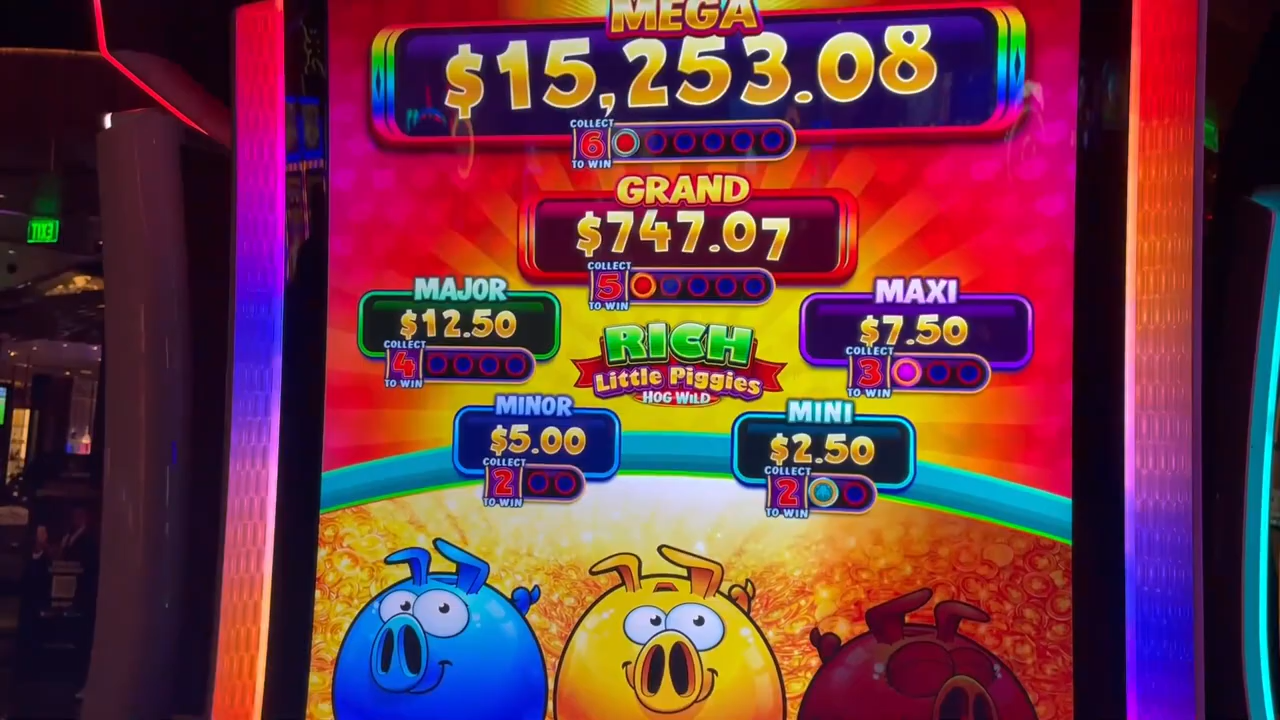 MEGA
$15,253.08
COLLECT
6
TO WIN
GRAND
$747.07
COLLECT
5
TO WIN
MAJOR
$12.50
COLLECT
4
TO WIN
MAXI
$7.50
COLLECT
3
TO WIN
RICH
Little Piggies
HOG WILD
MINOR
$5.00
COLLECT
2
TO WIN
MINI
$2.50
COLLECT
2
TO WIN